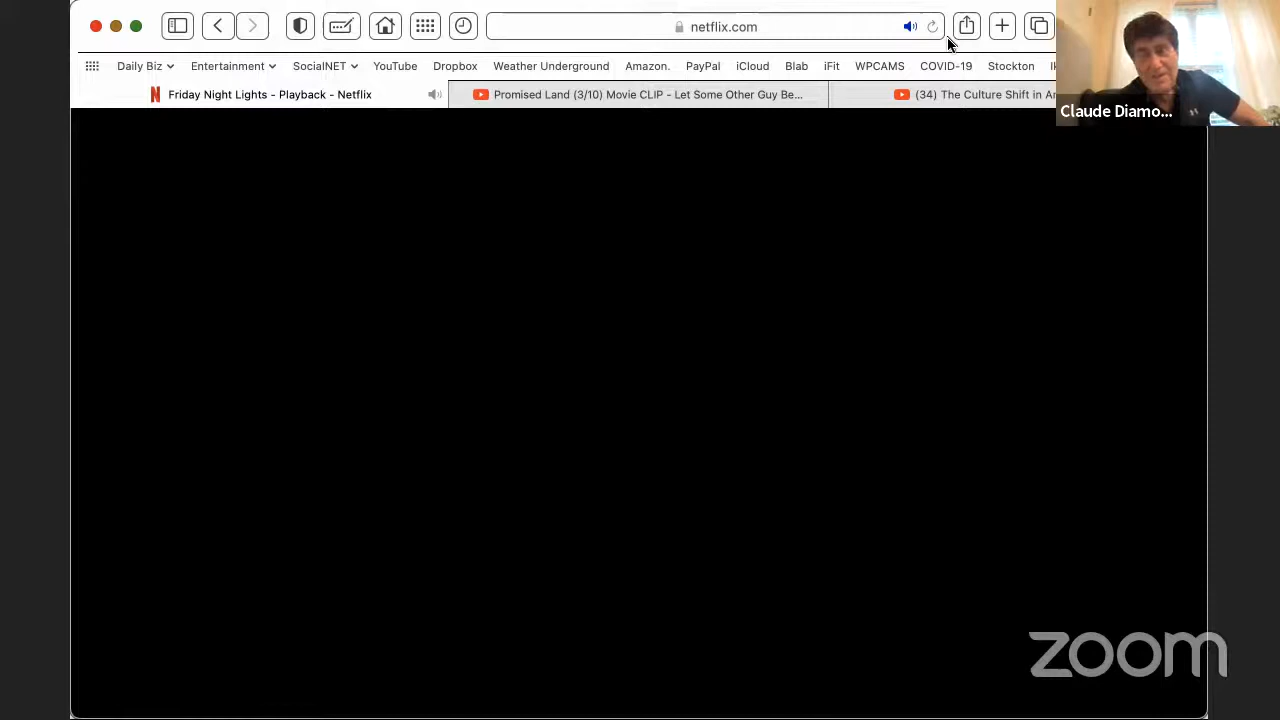 netflix.com
Daily Biz Entertainment SocialNET YouTube Dropbox Weather Underground Amazon. PayPal iCloud Blab iFit WPCAMS COVID-19 Stockton
Friday Night Lights - Playback - Netflix Promised Land (3/10) Movie CLIP - Let Some Other Guy Be... (34) The Culture Shift in
Claude Diamo...
zoom